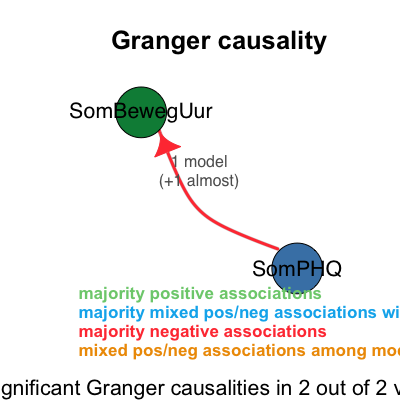 Granger causality
SomBewegUur
1 model
(+1 almost)
SomPHQ
majority positive associations
majority mixed pos/neg associations wi
majority negative associations
mixed pos/neg associations among mo
gnificant Granger causalities in 2 out of 2 v